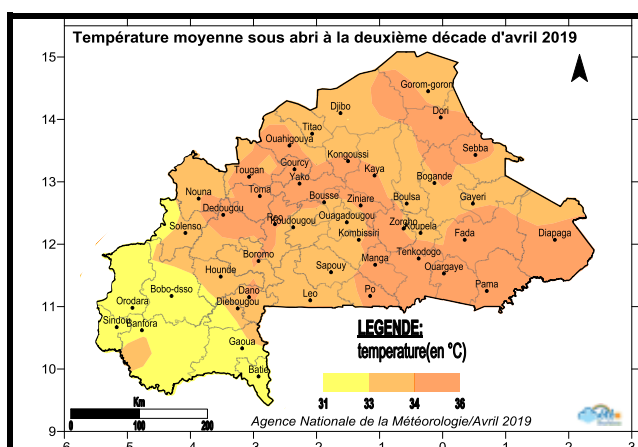 Température moyenne sous abri à la deuxième décade d'avril 2019
15
14
13
12
11
10
9
6
5
4
3
2
1
0
1
2
3
Gorom-gorom
Djibo
Dori
Titao
Ouahigouya
Sebba
Kongoussi
Gourcy
Tougan
Yako
Kaya
Bogande
Nouna
Toma
Bousse
Ziniare
Boulsa
Gayeri
Dedougou
Reo
Koudougou
Ouagadougou
Zorgho
Koupela
Solenso
Kombissiri
Fada
Diapaga
Boromo
Tenkodogo
Hounde
Sapouy
Manga
Ouargaye
Bobo-dsso
Dano
Leo
Po
Pama
Orodara
Diebougou
Sindou
Banfora
Gaoua
Batie
LEGENDE:
temperature(en °C)
31
33
34
36
Km
0
100
200
Agence Nationale de la Météorologie/Avril 2019